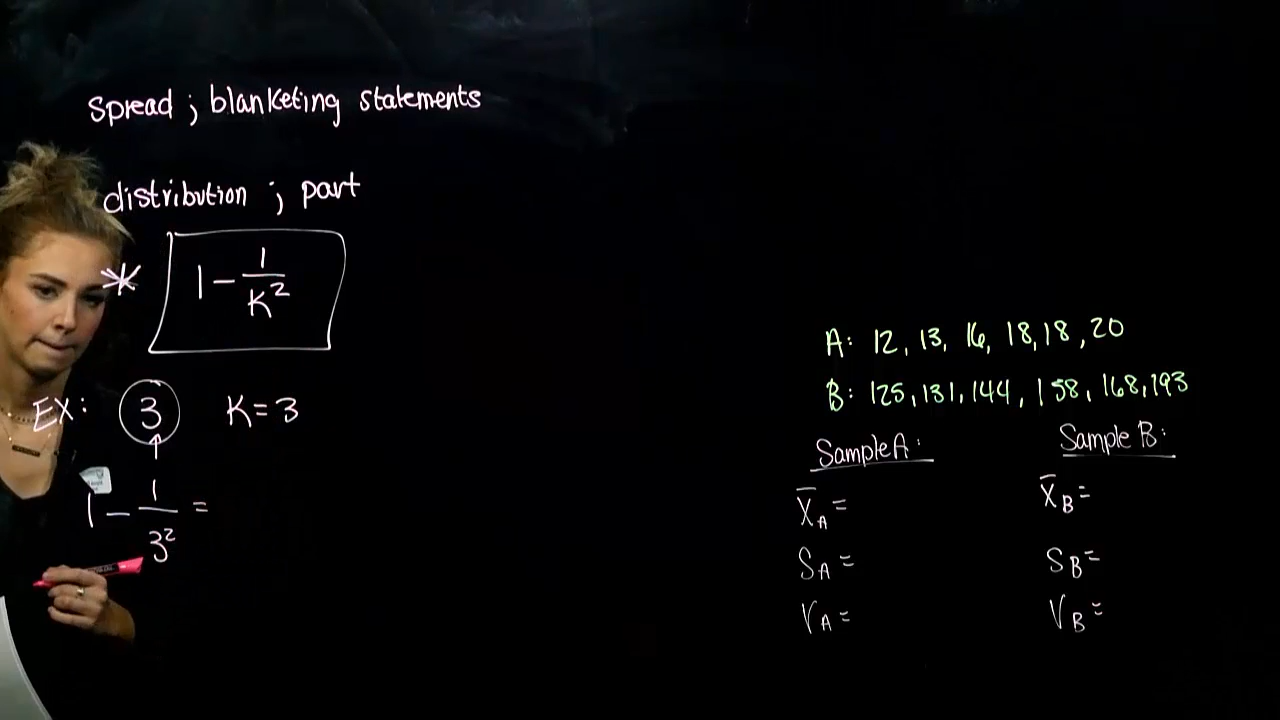 spread ; blanketing statements
distribution ; part
* 1 - 1/K²
EX: 3 K = 3
1 - 1/3² =
A: 12, 13, 16, 18, 18, 20
B: 125, 131, 144, 158, 168, 193
Sample A: Sample B:
X̄A = X̄B =
SA = SB =
VA = VB =